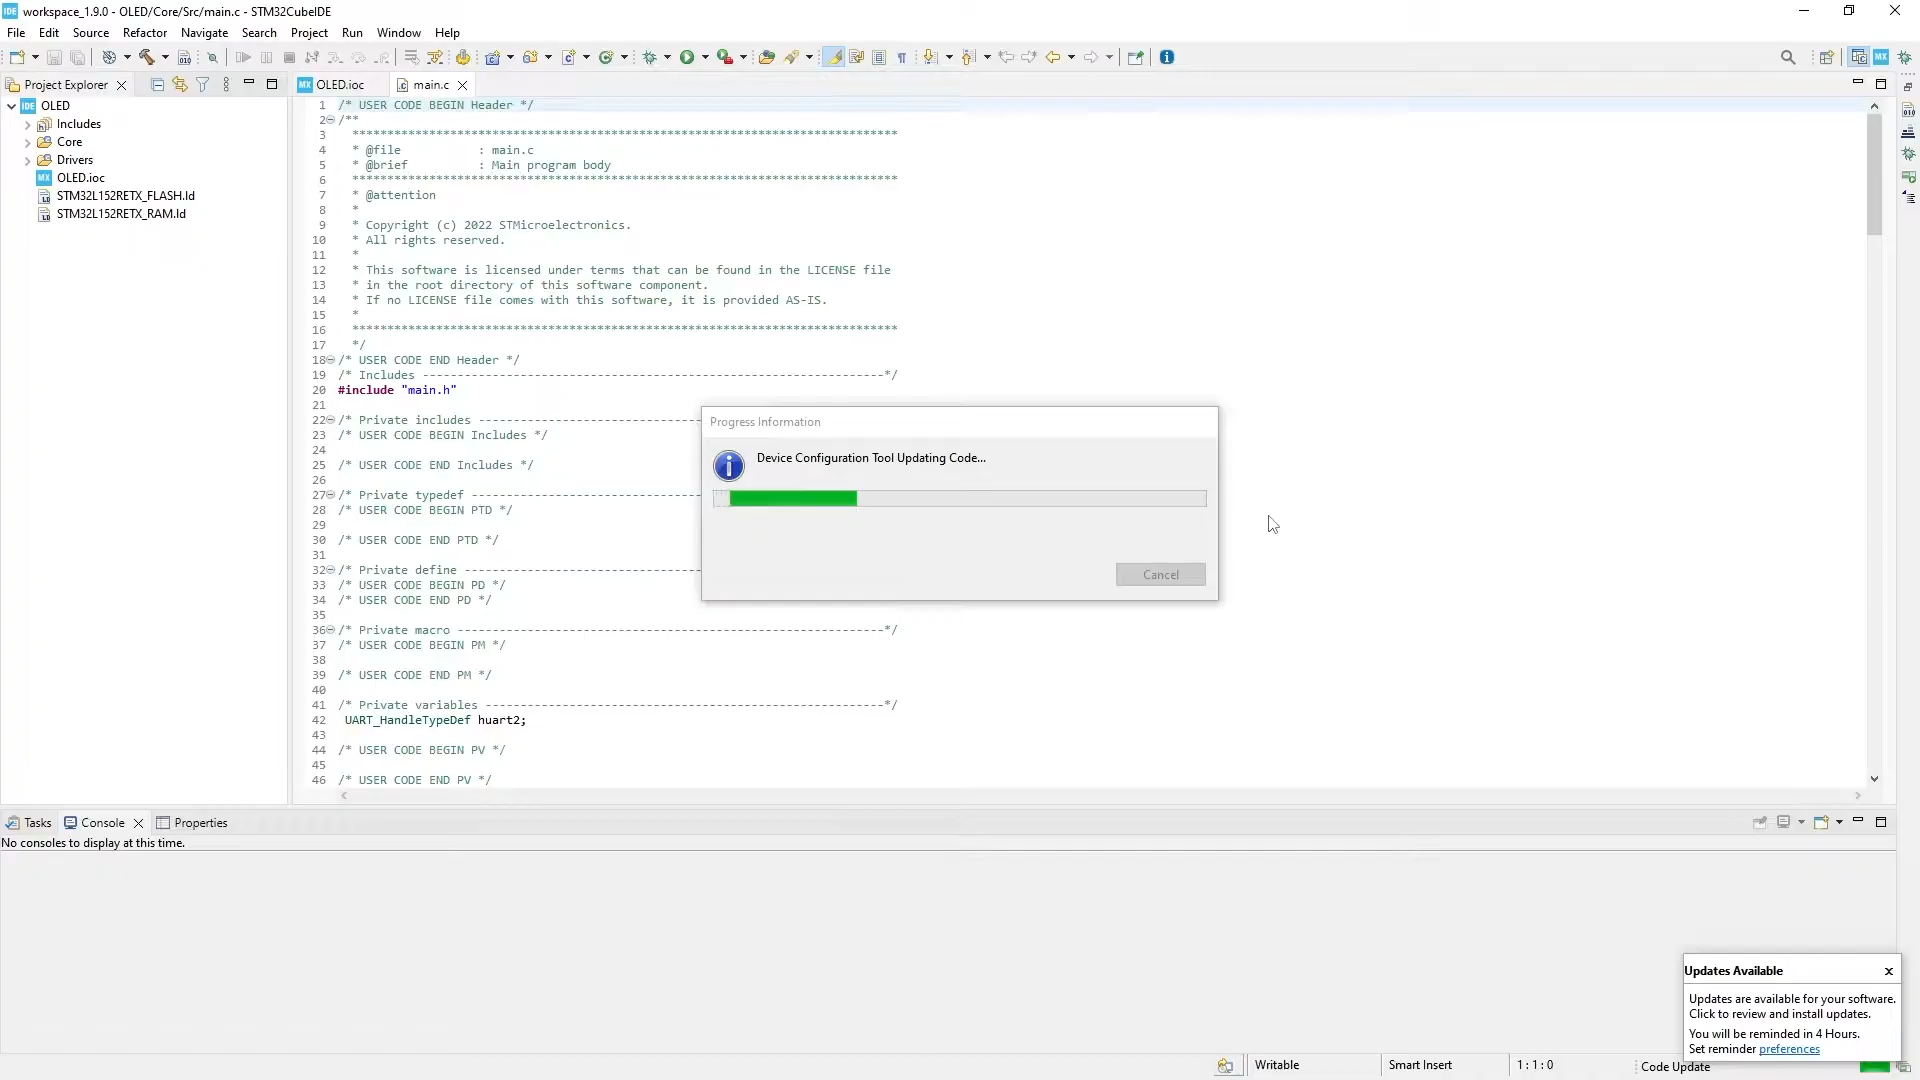 IDE workspace_1.9.0 - OLED/Core/Src/main.c - STM32CubeIDE
File Edit Source Refactor Navigate Search Project Run Window Help
Project Explorer
MX OLED.ioc
main.c
IDE OLED
Includes
Core
Drivers
MX OLED.ioc
STM32L152RETX_FLASH.ld
STM32L152RETX_RAM.ld
1 /* USER CODE BEGIN Header */
2 /**
3 ******************************************************************************
4 * @file : main.c
5 * @brief : Main program body
6 ******************************************************************************
7 * @attention
8 *
9 * Copyright (c) 2022 STMicroelectronics.
10 * All rights reserved.
11 *
12 * This software is licensed under terms that can be found in the LICENSE file
13 * in the root directory of this software component.
14 * If no LICENSE file comes with this software, it is provided AS-IS.
15 *
16 ******************************************************************************
17 */
18 /* USER CODE END Header */
19 /* Includes ------------------------------------------------------------------*/
20 #include "main.h"
21
22 /* Private includes --------------------------------
23 /* USER CODE BEGIN Includes */
24
25 /* USER CODE END Includes */
26
27 /* Private typedef ---------------------------------
28 /* USER CODE BEGIN PTD */
29
30 /* USER CODE END PTD */
31
32 /* Private define ----------------------------------
33 /* USER CODE BEGIN PD */
34 /* USER CODE END PD */
35
36 /* Private macro -------------------------------------------------------------*/
37 /* USER CODE BEGIN PM */
38
39 /* USER CODE END PM */
40
41 /* Private variables ---------------------------------------------------------*/
42 UART_HandleTypeDef huart2;
43
44 /* USER CODE BEGIN PV */
45
46 /* USER CODE END PV */
Progress Information
Device Configuration Tool Updating Code...
Cancel
Tasks Console Properties
No consoles to display at this time.
Updates Available
Updates are available for your software.
Click to review and install updates.
You will be reminded in 4 Hours.
Set reminder preferences
Writable Smart Insert 1 : 1 : 0 Code Update